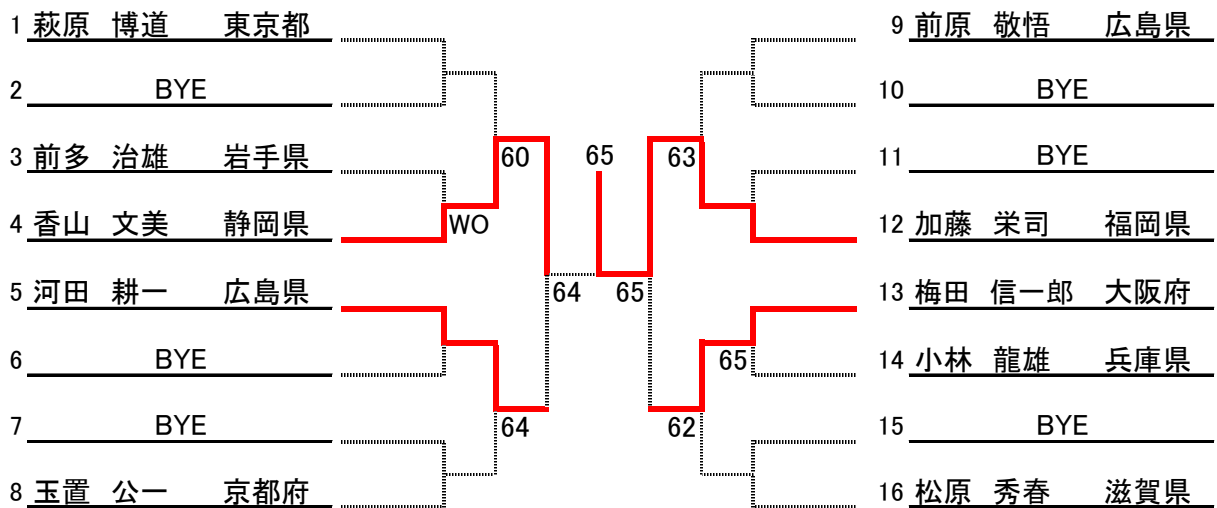 1 萩原 博道 東京都
2 BYE
3 前多 治雄 岩手県
4 香山 文美 静岡県
5 河田 耕一 広島県
6 BYE
7 BYE
8 玉置 公一 京都府
60
WO
64
64
65
65
63
65
62
9 前原 敬悟 広島県
10 BYE
11 BYE
12 加藤 栄司 福岡県
13 梅田 信一郎 大阪府
14 小林 龍雄 兵庫県
15 BYE
16 松原 秀春 滋賀県